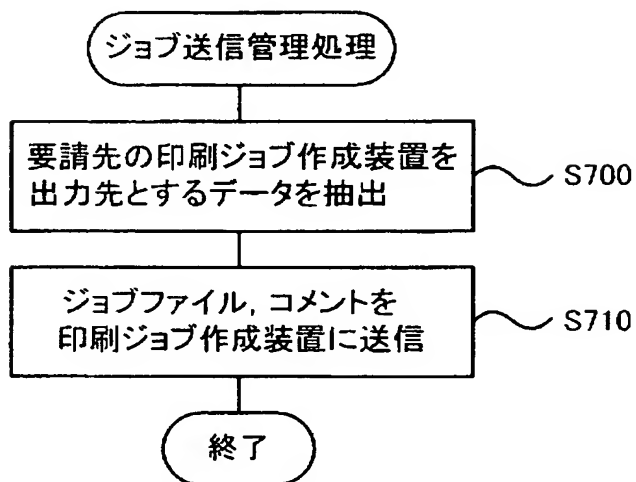 ジョブ送信管理処理
要請先の印刷ジョブ作成装置を
出力先とするデータを抽出
S700
ジョブファイル, コメントを
印刷ジョブ作成装置に送信
S710
終了